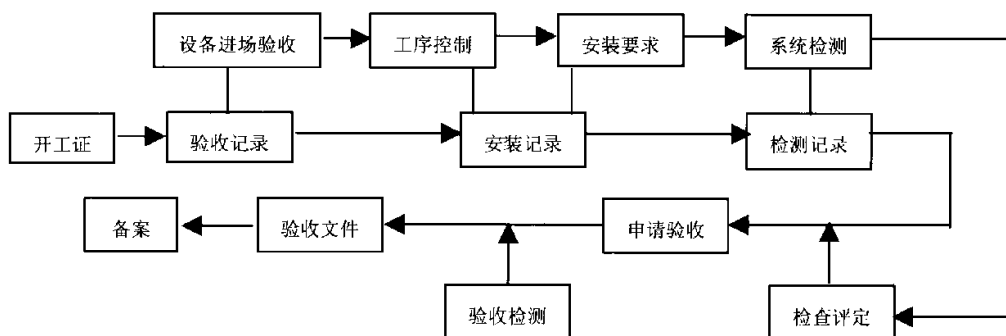 设备进场验收
工序控制
安装要求
系统检测
开工证
验收记录
安装记录
检测记录
备案
验收文件
申请验收
验收检测
检查评定